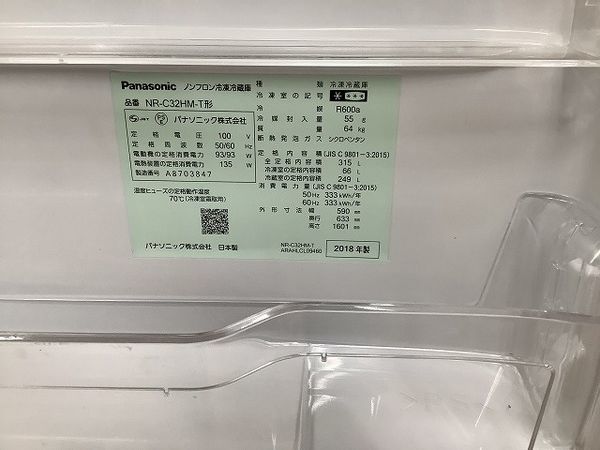 Panasonic ノンフロン冷凍冷蔵庫
品番 NR-C32HM-T形
JET PSE パナソニック株式会社
定格電圧 100 V
定格周波数 50/60 Hz
電動機の定格消費電力 93/93 W
電熱装置の定格消費電力 135 W
製造番号 A8703847
温度ヒューズの定格動作温度
70℃(冷凍室霜取用)
パナソニック株式会社 日本製
種類 冷凍冷蔵庫
冷凍室の記号
冷媒 R600a
冷媒封入量 55 g
質量 64 kg
断熱発泡ガス シクロペンタン
定格内容積(JIS C 9801-3:2015)
全定格内容積 315 L
冷凍室の定格内容積 66 L
冷蔵室の定格内容積 249 L
消費電力量(JIS C 9801-3:2015)
50Hz 333 kWh/年
60Hz 333 kWh/年
外形寸法 幅 590 mm
奥行 633 mm
高さ 1601 mm
NR-C32HM-T
ARAHLCL09460
2018年製